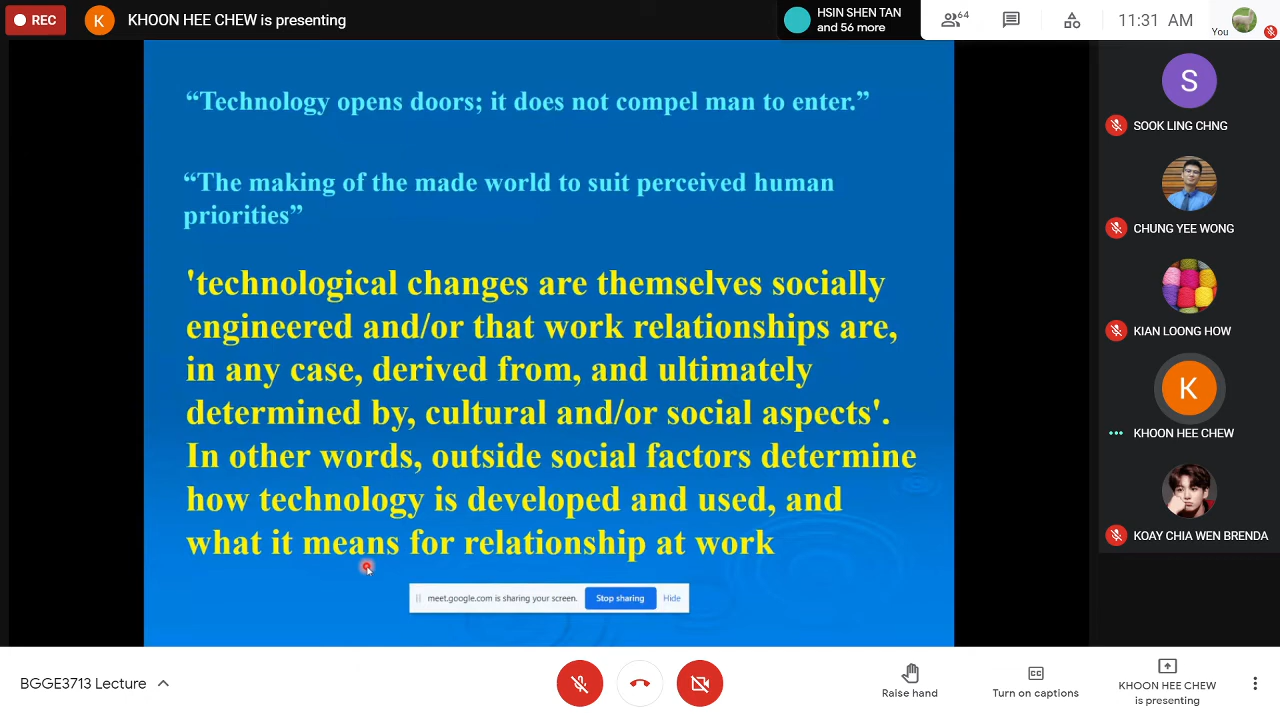 REC
K
KHOON HEE CHEW is presenting
HSIN SHEN TAN
and 56 more
64
11:31 AM
You
“Technology opens doors; it does not compel man to enter.”
“The making of the made world to suit perceived human
priorities”
'technological changes are themselves socially
engineered and/or that work relationships are,
in any case, derived from, and ultimately
determined by, cultural and/or social aspects'.
In other words, outside social factors determine
how technology is developed and used, and
what it means for relationship at work
meet.google.com is sharing your screen.
Stop sharing
Hide
S
SOOK LING CHNG
CHUNG YEE WONG
KIAN LOONG HOW
K
KHOON HEE CHEW
KOAY CHIA WEN BRENDA
BGGE3713 Lecture
Raise hand
CC
Turn on captions
KHOON HEE CHEW
is presenting